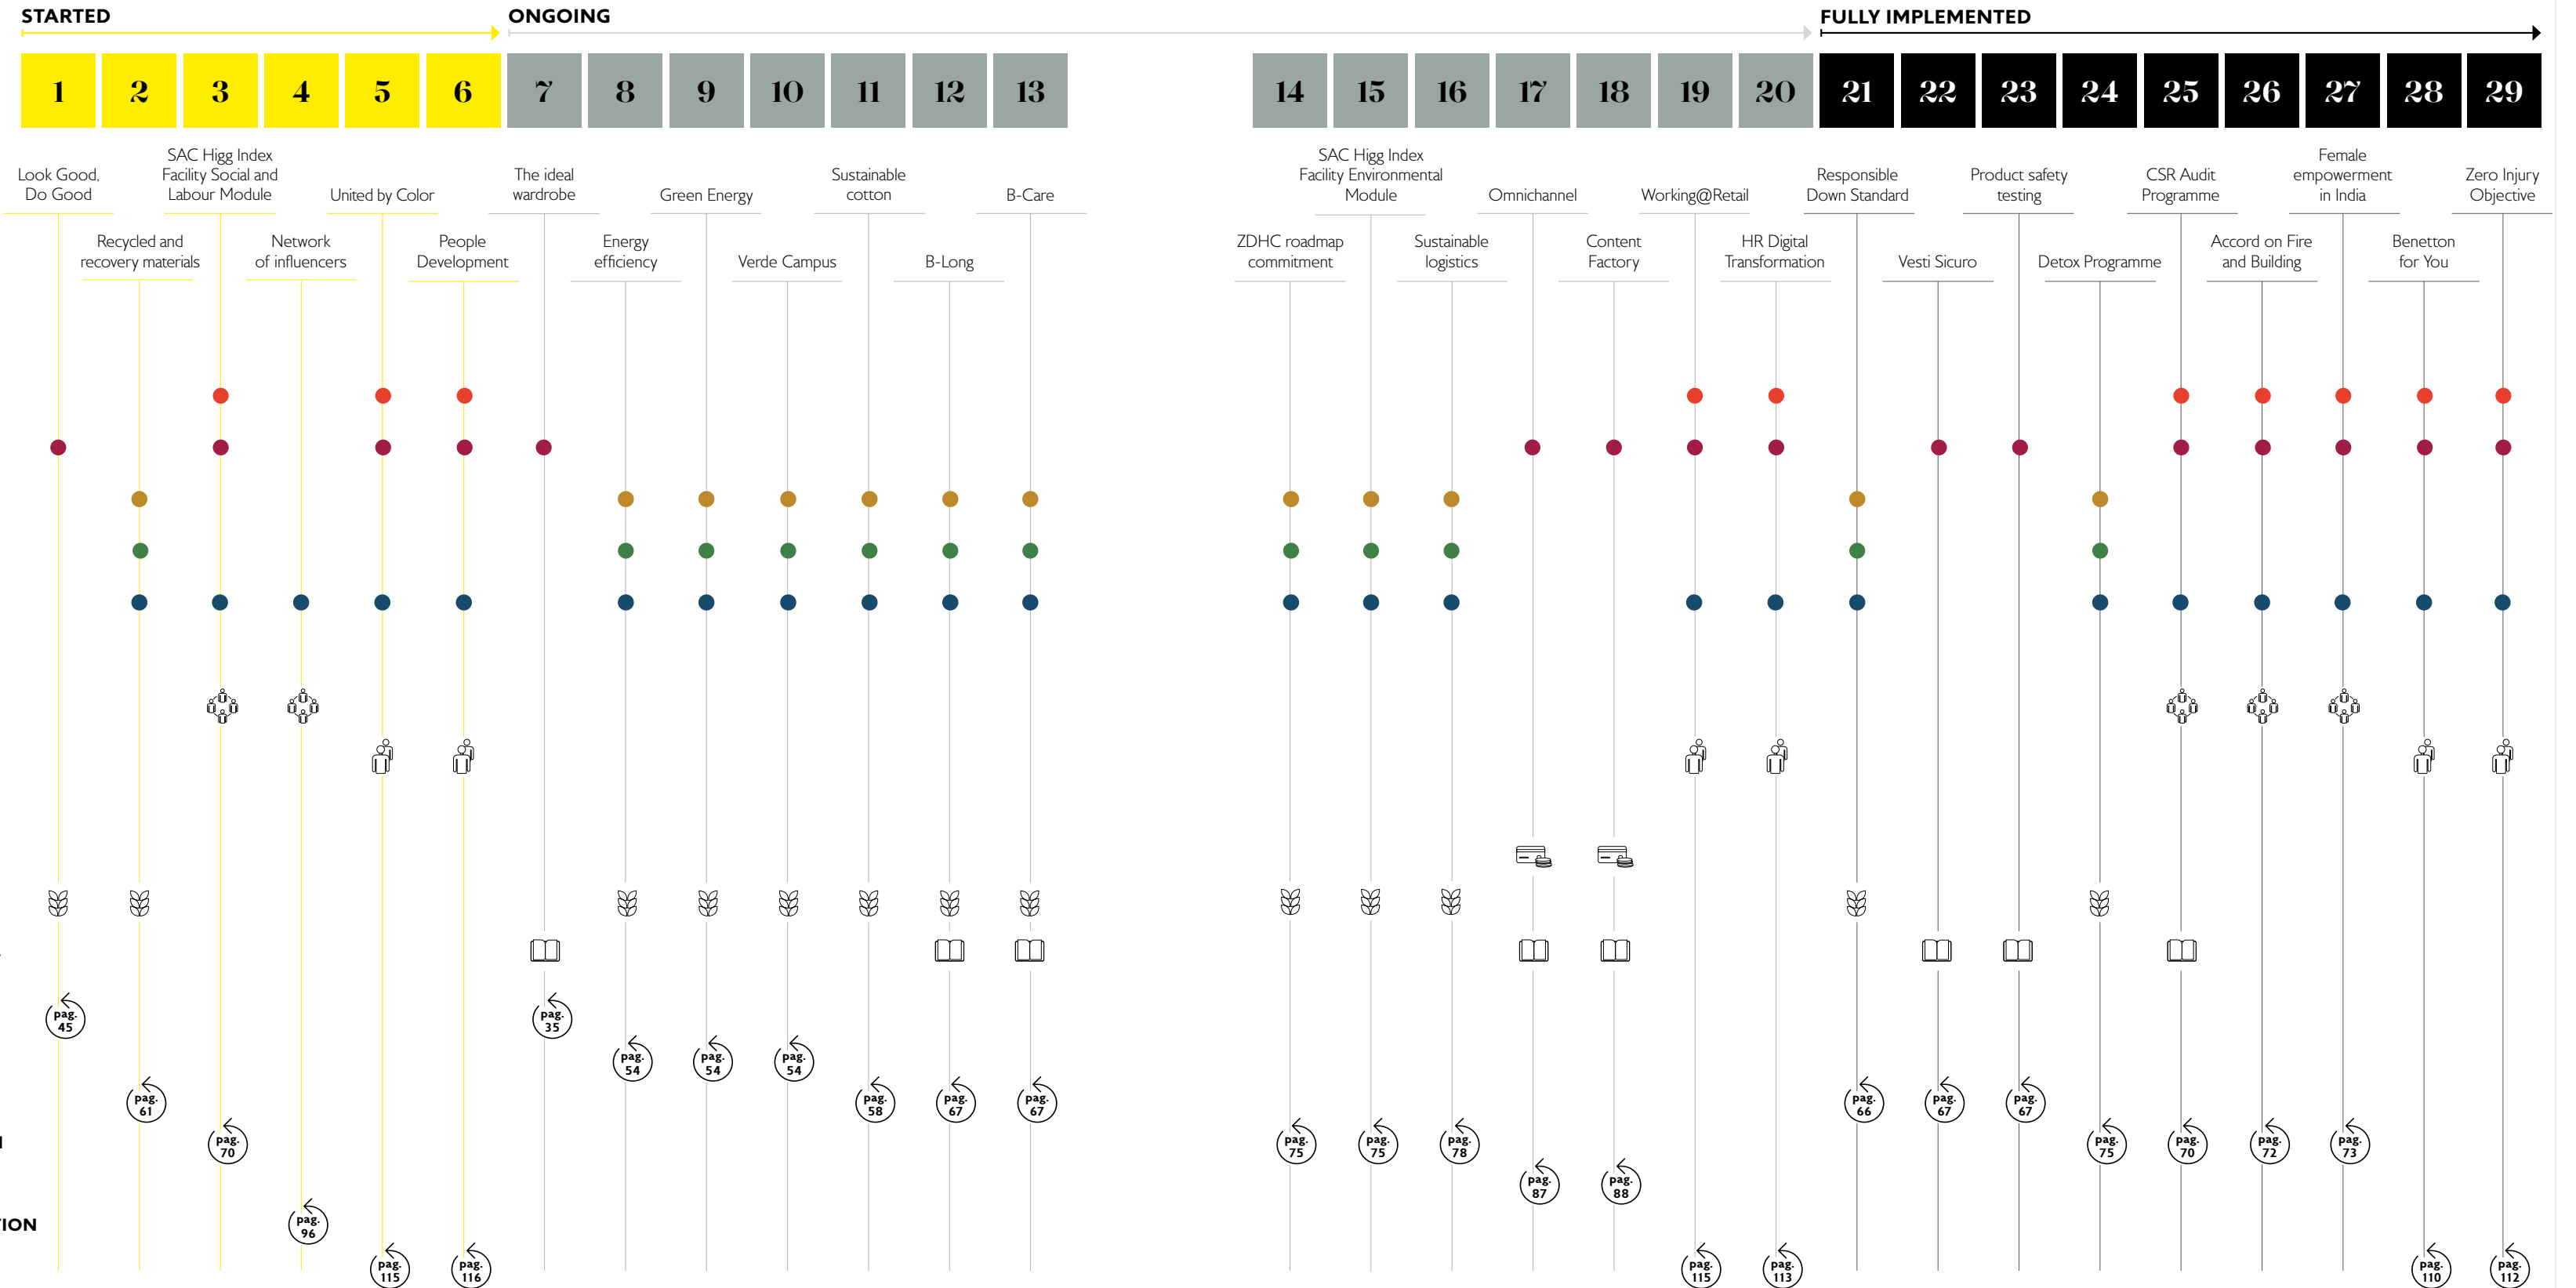 STARTED
ONGOING
FULLY IMPLEMENTED
1
2
3
4
5
6
7
8
9
10
11
12
13
14
15
16
17
18
19
20
21
22
23
24
25
26
27
28
29
Look Good,
Do Good
Recycled and
recovery materials
SAC Higg Index
Facility Social and
Labour Module
Network
of influencers
United by Color
People
Development
The ideal
wardrobe
Energy
efficiency
Green Energy
Verde Campus
Sustainable
cotton
B-Long
B-Care
ZDHC roadmap
commitment
SAC Higg Index
Facility Environmental
Module
Sustainable
logistics
Omnichannel
Content
Factory
Working@Retail
HR Digital
Transformation
Responsible
Down Standard
Vesti Sicuro
Product safety
testing
Detox Programme
CSR Audit
Programme
Accord on Fire
and Building
Female
empowerment
in India
Benetton
for You
Zero Injury
Objective
pag.
45
pag.
35
pag.
54
pag.
54
pag.
54
pag.
61
pag.
58
pag.
67
pag.
67
pag.
66
pag.
67
pag.
67
pag.
70
pag.
75
pag.
75
pag.
78
pag.
75
pag.
70
pag.
72
pag.
73
pag.
87
pag.
88
TION
pag.
96
pag.
115
pag.
116
pag.
115
pag.
113
pag.
110
pag.
112